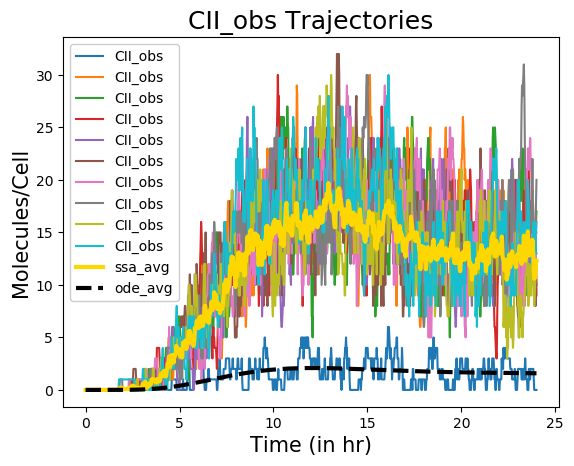 CII_obs Trajectories
Molecules/Cell
30
25
20
15
10
5
0
CII_obs
CII_obs
CII_obs
CII_obs
CII_obs
CII_obs
CII_obs
CII_obs
CII_obs
CII_obs
ssa_avg
ode_avg
0 5 10 15 20 25
Time (in hr)